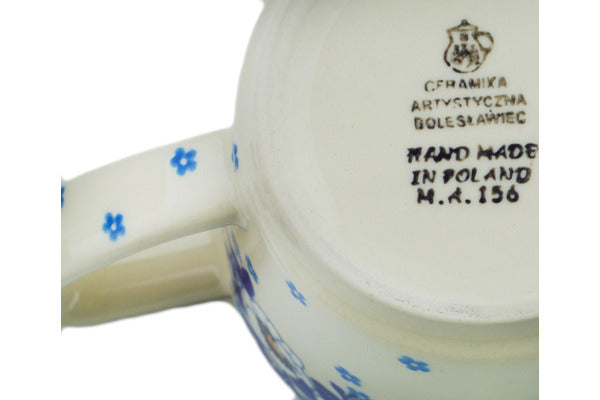 CERAMIKA
ARTYSTYCZNA
BOLESŁAWIEC
HAND MADE
IN POLAND
M.A. 156